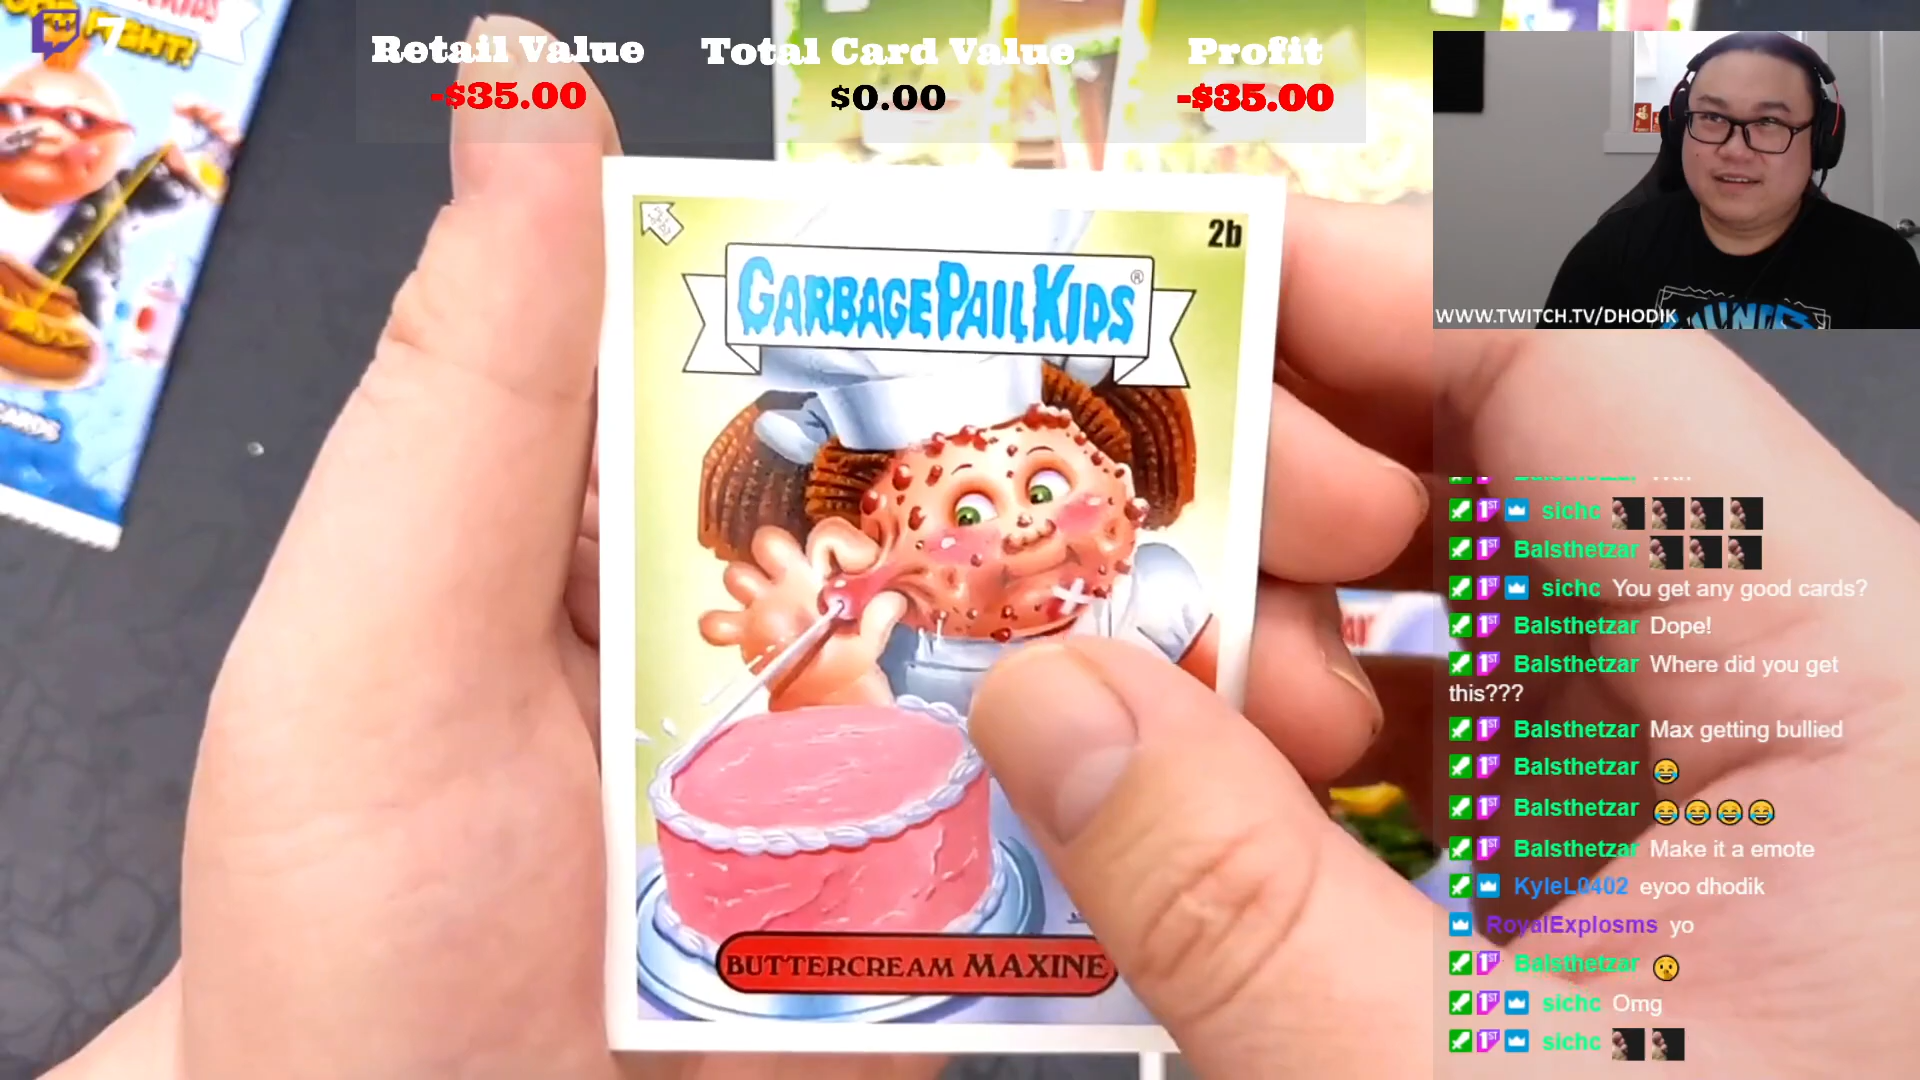 FIGHT!
7
Retail Value
Total Card Value
Profit
-$35.00
$0.00
-$35.00
2b
GARBAGE PAIL KIDS®
BUTTERCREAM MAXINE
CARDS
WWW.TWITCH.TV/DHODIK
sichc
Balsthetzar
sichc You get any good cards?
Balsthetzar Dope!
Balsthetzar Where did you get
this???
Balsthetzar Max getting bullied
Balsthetzar 😂
Balsthetzar 😂😂😂😂
Balsthetzar Make it a emote
KyleL0402 eyoo dhodik
RoyalExplosms yo
Balsthetzar 🤫
sichc Omg
sichc